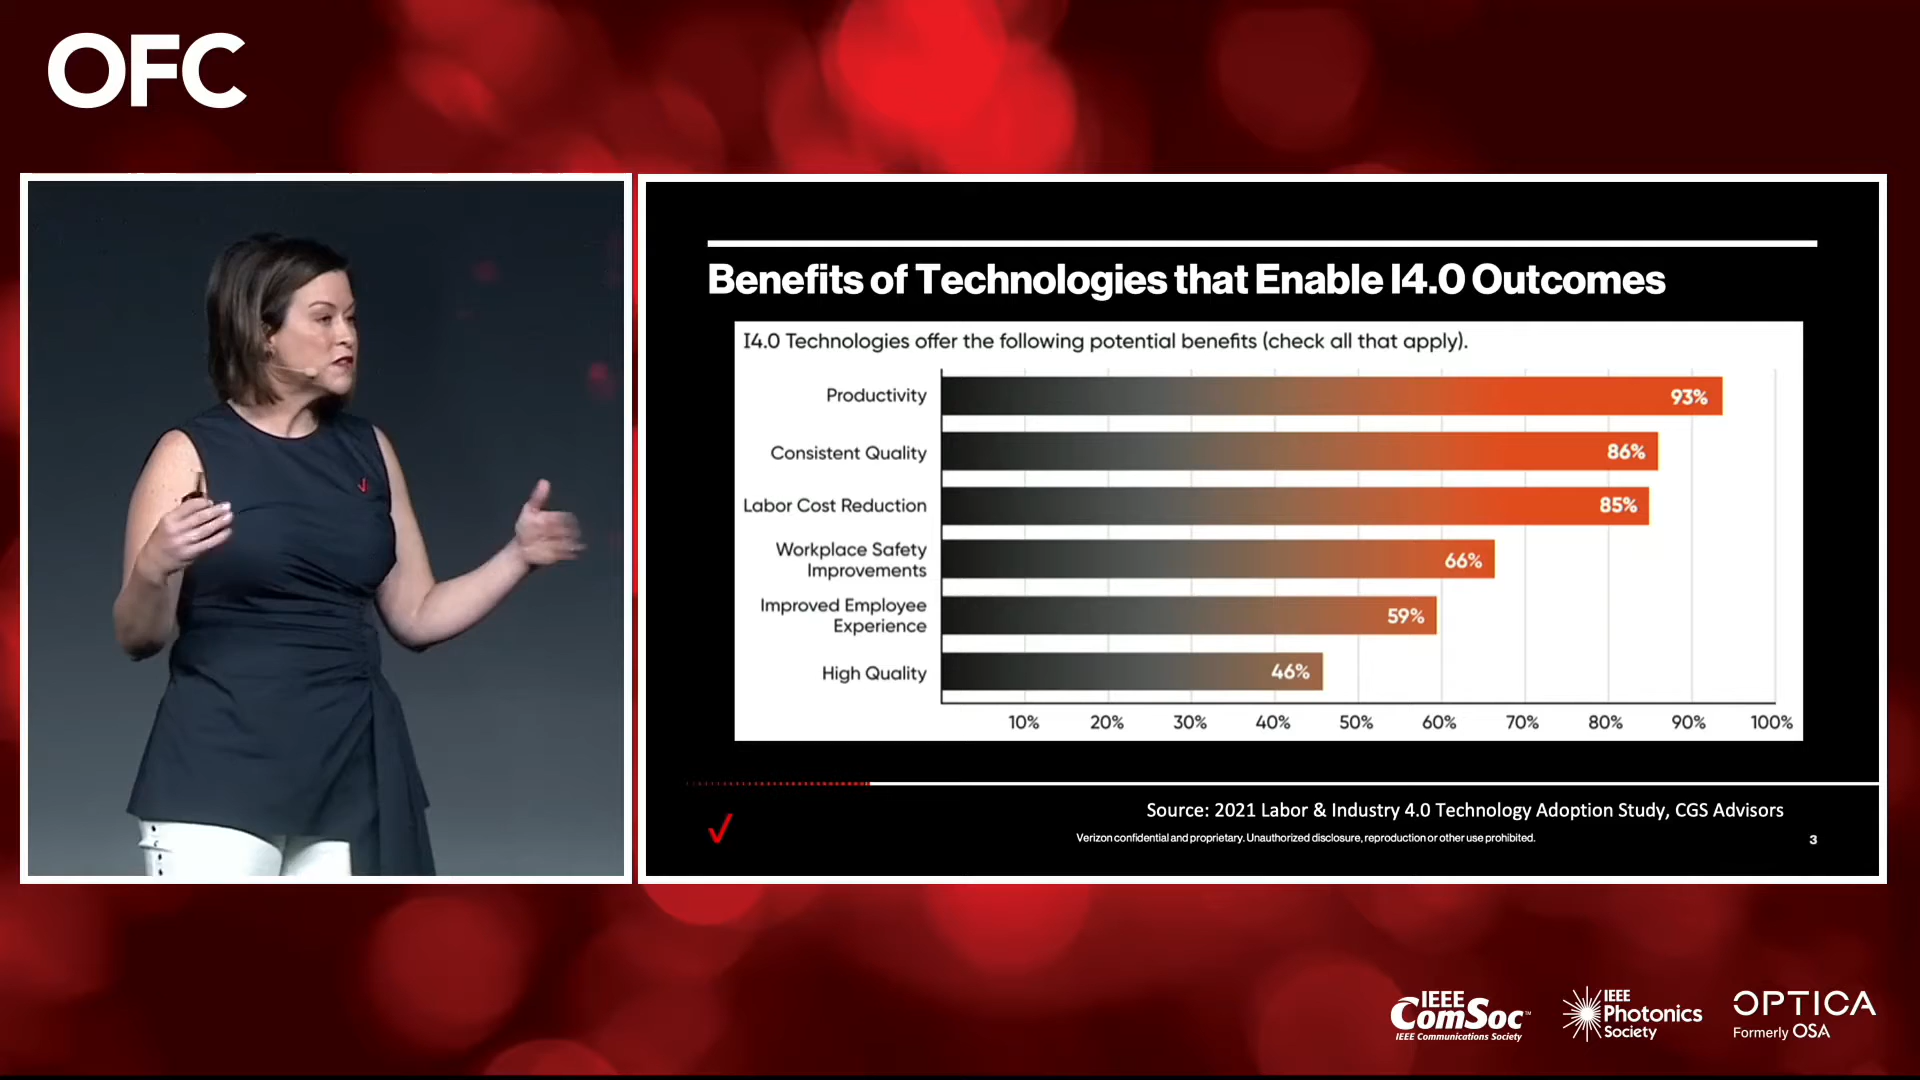 OFC
Benefits of Technologies that Enable I4.0 Outcomes
I4.0 Technologies offer the following potential benefits (check all that apply).
Productivity
93%
Consistent Quality
86%
Labor Cost Reduction
85%
Workplace Safety
Improvements
66%
Improved Employee
Experience
59%
High Quality
46%
10% 20% 30% 40% 50% 60% 70% 80% 90% 100%
Source: 2021 Labor & Industry 4.0 Technology Adoption Study, CGS Advisors
Verizon confidential and proprietary. Unauthorized disclosure, reproduction or other use prohibited.
3
IEEE
ComSoc™
IEEE Communications Society
IEEE
Photonics
Society
OPTICA
Formerly OSA